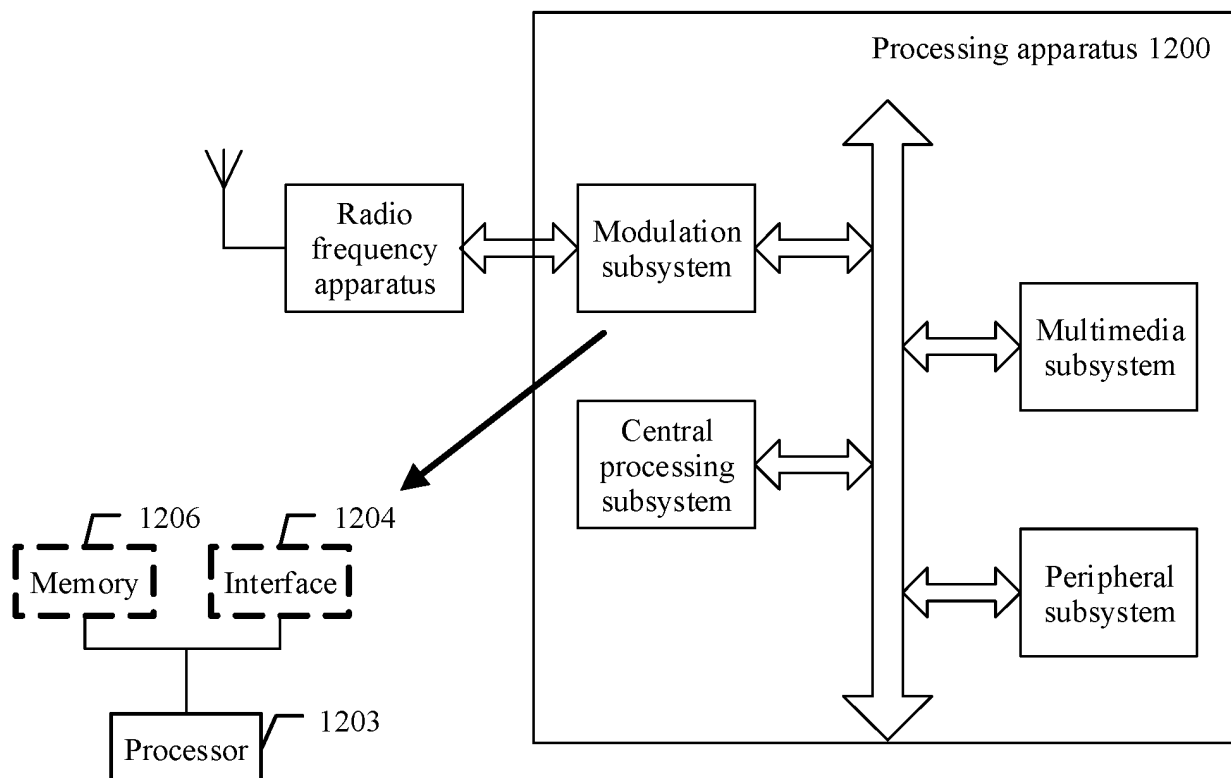 Processing apparatus 1200
Radio
frequency
apparatus
Modulation
subsystem
Multimedia
subsystem
Central
processing
subsystem
1206
1204
Memory
Interface
Peripheral
subsystem
1203
Processor